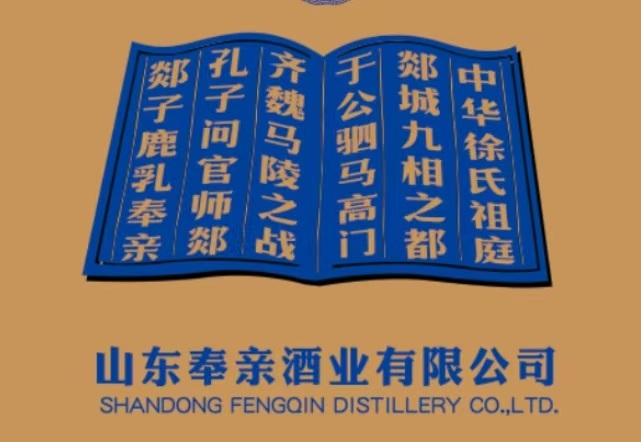 中华徐氏祖庭
郯城九相之都
于公驷马高门
齐魏马陵之战
孔子问官师郯
郯子鹿乳奉亲
山东奉亲酒业有限公司
SHANDONG FENGQIN DISTILLERY CO.,LTD.